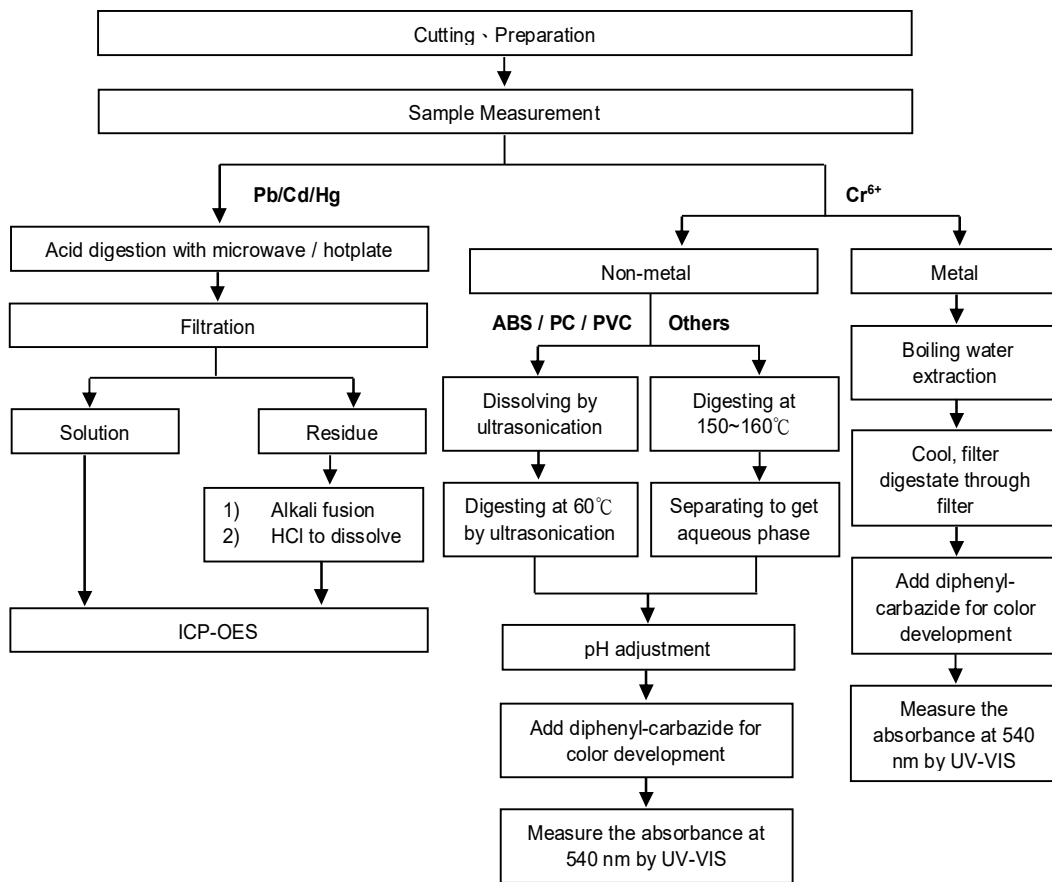 Cutting、Preparation
Sample Measurement
Pb/Cd/Hg
Cr⁶⁺
Acid digestion with microwave / hotplate
Non-metal
Metal
Filtration
ABS / PC / PVC
Others
Boiling water
extraction
Solution
Residue
Dissolving by
ultrasonication
Digesting at
150~160℃
Cool, filter
digestate through
filter
1) Alkali fusion
2) HCl to dissolve
Digesting at 60℃
by ultrasonication
Separating to get
aqueous phase
Add diphenyl-
carbazide for color
development
ICP-OES
pH adjustment
Measure the
absorbance at 540
nm by UV-VIS
Add diphenyl-carbazide for
color development
Measure the absorbance at
540 nm by UV-VIS